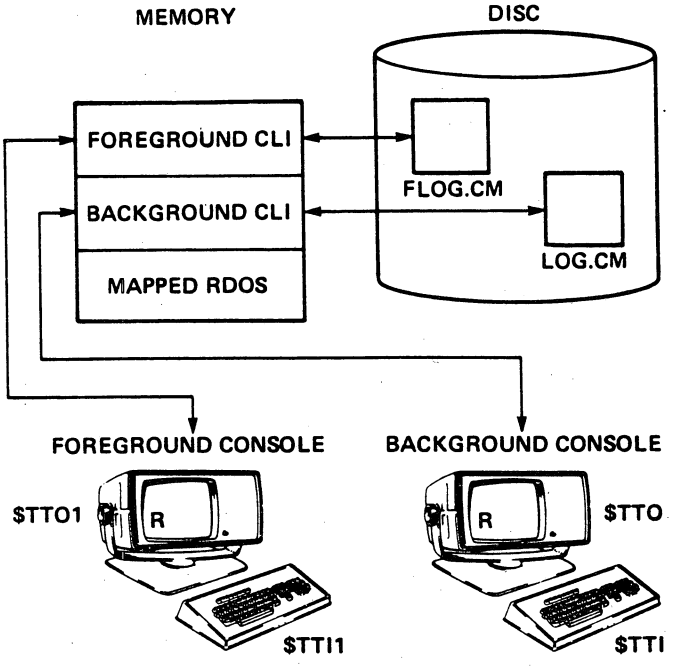 MEMORY
DISC
FOREGROUND CLI
BACKGROUND CLI
MAPPED RDOS
FLOG.CM
LOG.CM
FOREGROUND CONSOLE
BACKGROUND CONSOLE
$TTO1
R
$TTI1
R
$TTO
$TTI